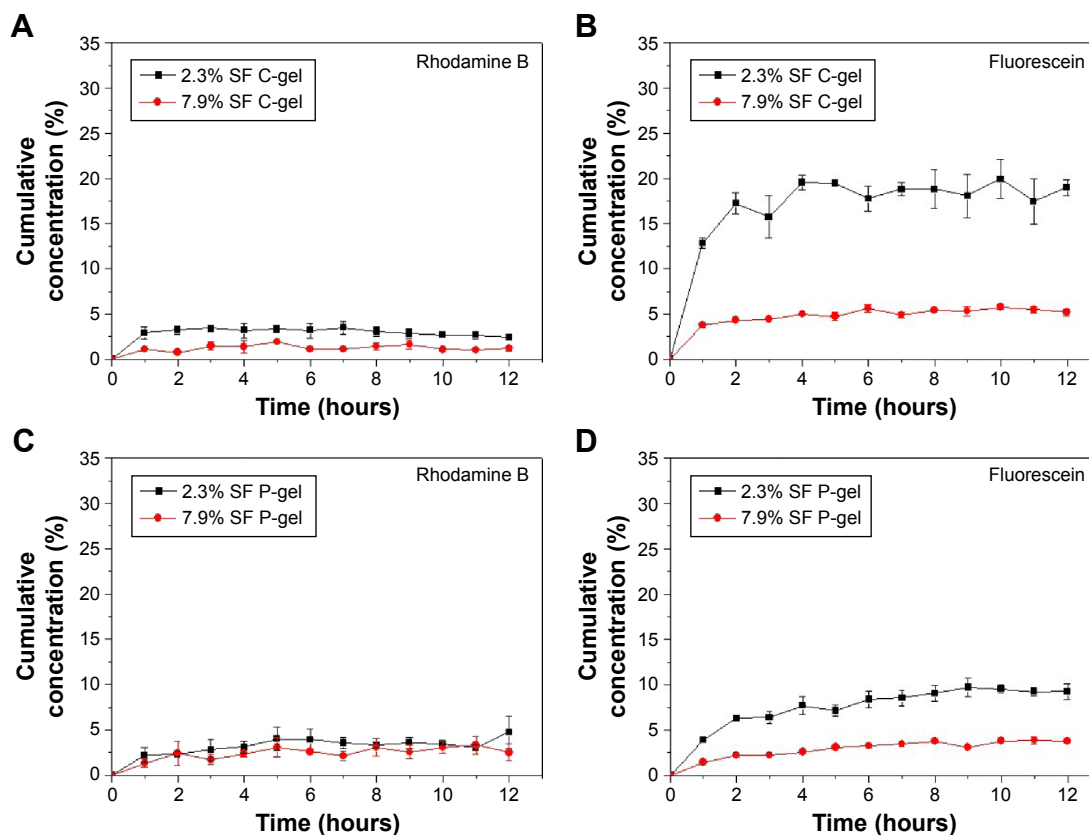 A
Rhodamine B
2.3% SF C-gel
7.9% SF C-gel
Cumulative
concentration (%)
35
30
25
20
15
10
5
0
0 2 4 6 8 10 12
Time (hours)
B
Fluorescein
2.3% SF C-gel
7.9% SF C-gel
Cumulative
concentration (%)
35
30
25
20
15
10
5
0
0 2 4 6 8 10 12
Time (hours)
C
Rhodamine B
2.3% SF P-gel
7.9% SF P-gel
Cumulative
concentration (%)
35
30
25
20
15
10
5
0
0 2 4 6 8 10 12
Time (hours)
D
Fluorescein
2.3% SF P-gel
7.9% SF P-gel
Cumulative
concentration (%)
35
30
25
20
15
10
5
0
0 2 4 6 8 10 12
Time (hours)